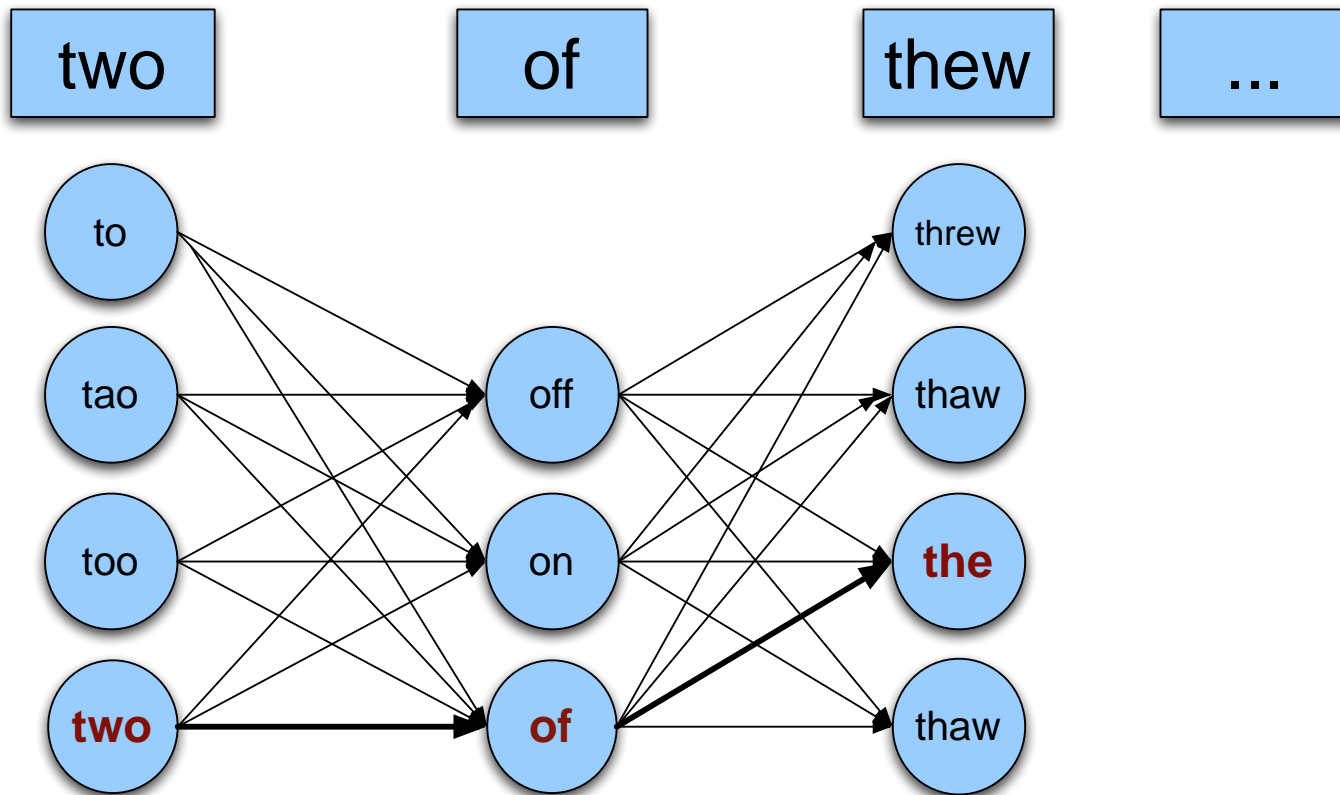 two of thew ...
to threw
tao off thaw
too on the
two of thaw